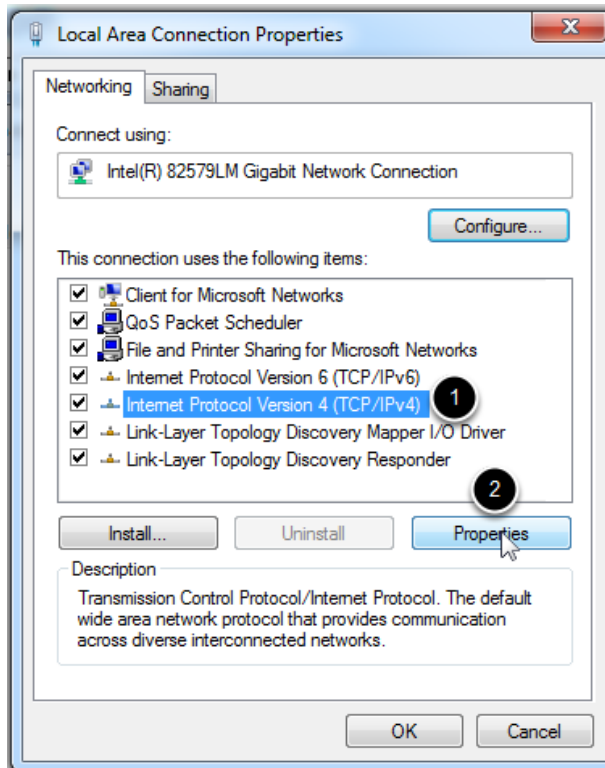 Local Area Connection Properties
Networking Sharing
Connect using:
Intel(R) 82579LM Gigabit Network Connection
Configure...
This connection uses the following items:
Client for Microsoft Networks
QoS Packet Scheduler
File and Printer Sharing for Microsoft Networks
Internet Protocol Version 6 (TCP/IPv6)
Internet Protocol Version 4 (TCP/IPv4) 1
Link-Layer Topology Discovery Mapper I/O Driver
Link-Layer Topology Discovery Responder
2
Install... Uninstall Properties
Description
Transmission Control Protocol/Internet Protocol. The default
wide area network protocol that provides communication
across diverse interconnected networks.
OK Cancel